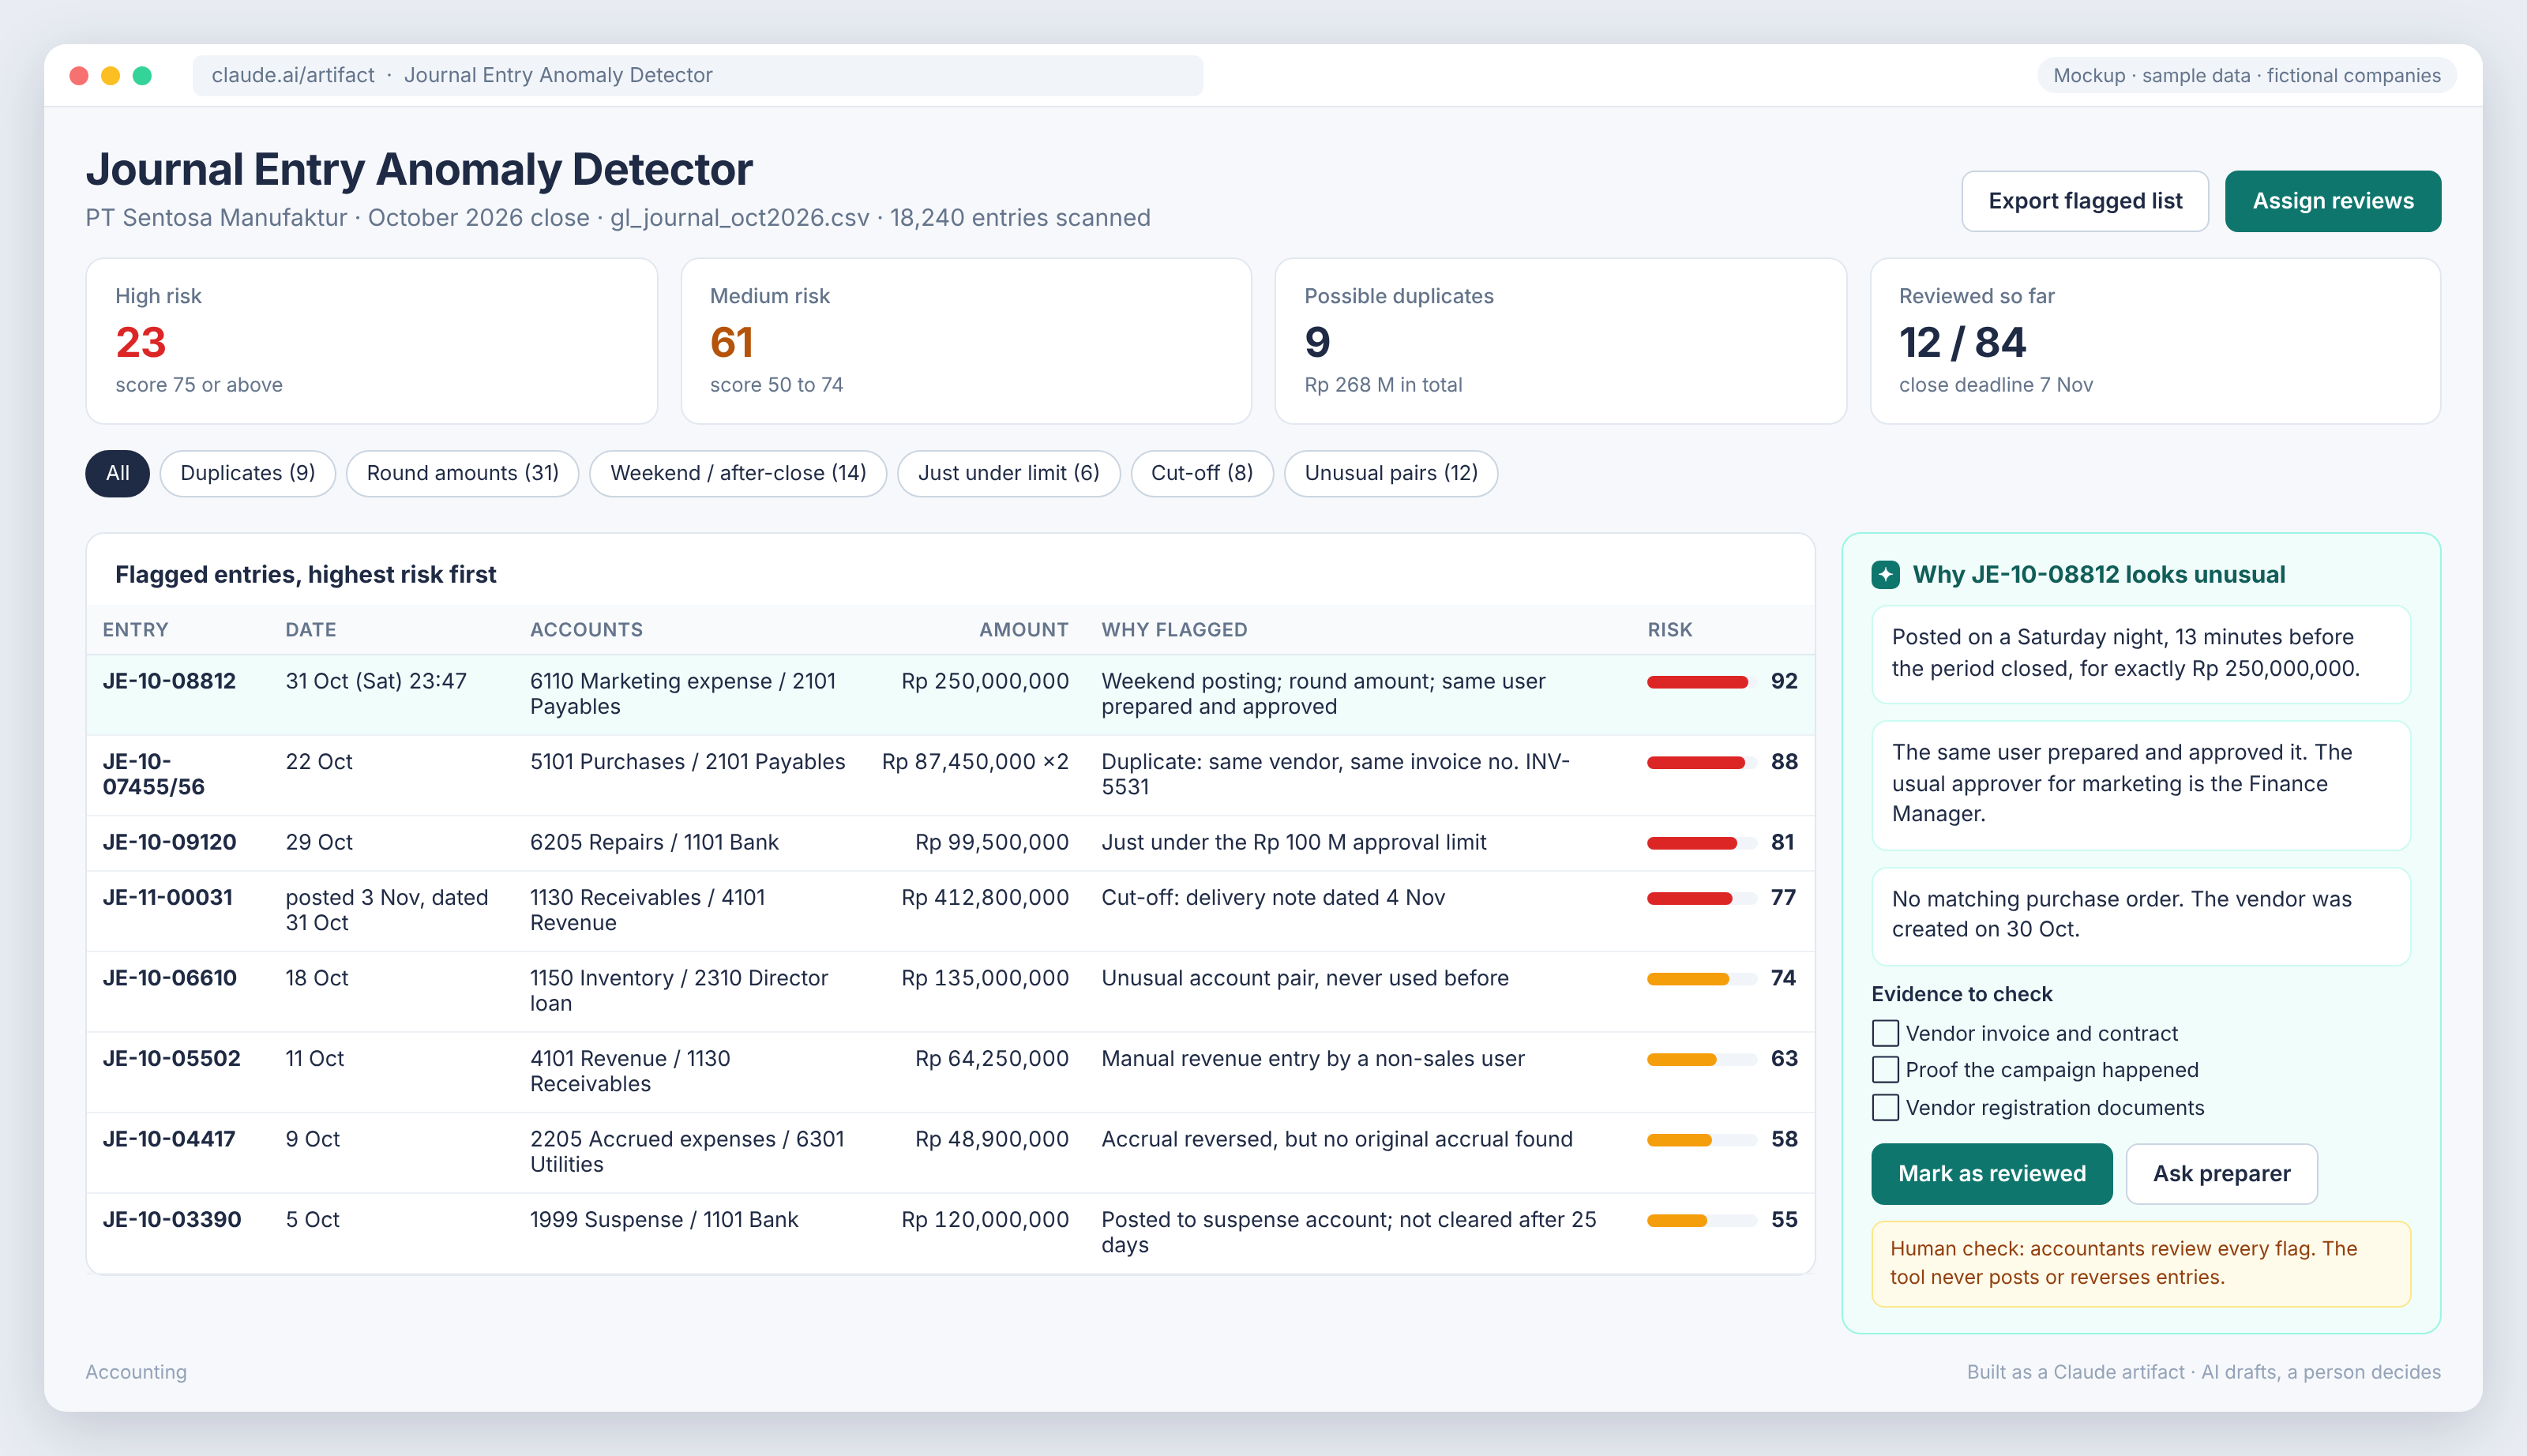 claude.ai/artifact · Journal Entry Anomaly Detector
Mockup · sample data · fictional companies
Journal Entry Anomaly Detector
PT Sentosa Manufaktur · October 2026 close · gl_journal_oct2026.csv · 18,240 entries scanned
Export flagged list
Assign reviews
High risk
23
score 75 or above
Medium risk
61
score 50 to 74
Possible duplicates
9
Rp 268 M in total
Reviewed so far
12 / 84
close deadline 7 Nov
All
Duplicates (9)
Round amounts (31)
Weekend / after-close (14)
Just under limit (6)
Cut-off (8)
Unusual pairs (12)
Flagged entries, highest risk first
ENTRY DATE ACCOUNTS AMOUNT WHY FLAGGED RISK
JE-10-08812 31 Oct (Sat) 23:47 6110 Marketing expense / 2101 Rp 250,000,000 Weekend posting; round amount; same user 92
Payables prepared and approved
JE-10- 22 Oct 5101 Purchases / 2101 Payables Rp 87,450,000 ×2 Duplicate: same vendor, same invoice no. INV- 88
07455/56 5531
JE-10-09120 29 Oct 6205 Repairs / 1101 Bank Rp 99,500,000 Just under the Rp 100 M approval limit 81
JE-11-00031 posted 3 Nov, dated 1130 Receivables / 4101 Rp 412,800,000 Cut-off: delivery note dated 4 Nov 77
31 Oct Revenue
JE-10-06610 18 Oct 1150 Inventory / 2310 Director Rp 135,000,000 Unusual account pair, never used before 74
loan
JE-10-05502 11 Oct 4101 Revenue / 1130 Rp 64,250,000 Manual revenue entry by a non-sales user 63
Receivables
JE-10-04417 9 Oct 2205 Accrued expenses / 6301 Rp 48,900,000 Accrual reversed, but no original accrual found 58
Utilities
JE-10-03390 5 Oct 1999 Suspense / 1101 Bank Rp 120,000,000 Posted to suspense account; not cleared after 25 55
days
Why JE-10-08812 looks unusual
Posted on a Saturday night, 13 minutes before
the period closed, for exactly Rp 250,000,000.
The same user prepared and approved it. The
usual approver for marketing is the Finance
Manager.
No matching purchase order. The vendor was
created on 30 Oct.
Evidence to check
Vendor invoice and contract
Proof the campaign happened
Vendor registration documents
Mark as reviewed
Ask preparer
Human check: accountants review every flag. The
tool never posts or reverses entries.
Accounting
Built as a Claude artifact · AI drafts, a person decides